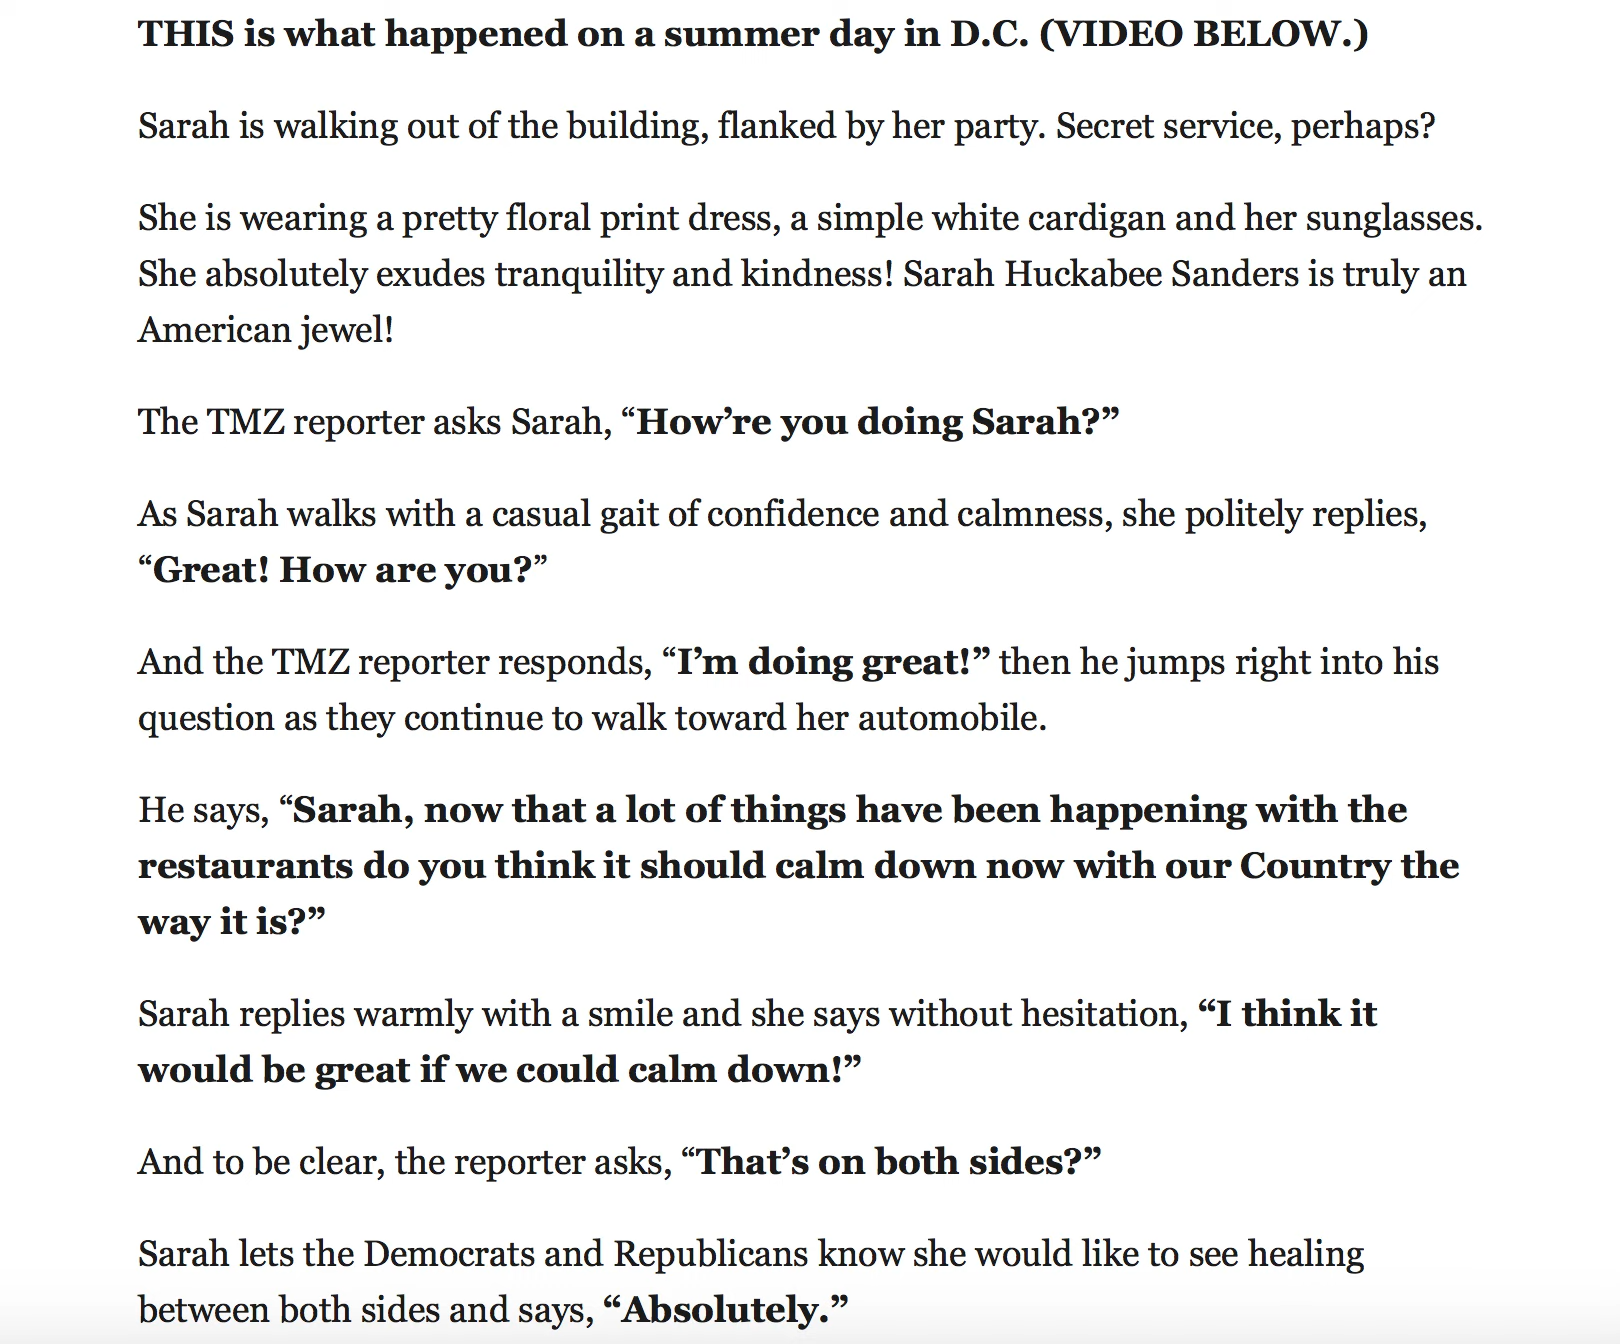 THIS is what happened on a summer day in D.C. (VIDEO BELOW.)
Sarah is walking out of the building, flanked by her party. Secret service, perhaps?
She is wearing a pretty floral print dress, a simple white cardigan and her sunglasses.
She absolutely exudes tranquility and kindness! Sarah Huckabee Sanders is truly an
American jewel!
The TMZ reporter asks Sarah, “How’re you doing Sarah?”
As Sarah walks with a casual gait of confidence and calmness, she politely replies,
“Great! How are you?”
And the TMZ reporter responds, “I’m doing great!” then he jumps right into his
question as they continue to walk toward her automobile.
He says, “Sarah, now that a lot of things have been happening with the
restaurants do you think it should calm down now with our Country the
way it is?”
Sarah replies warmly with a smile and she says without hesitation, “I think it
would be great if we could calm down!”
And to be clear, the reporter asks, “That’s on both sides?”
Sarah lets the Democrats and Republicans know she would like to see healing
between both sides and says, “Absolutely.”